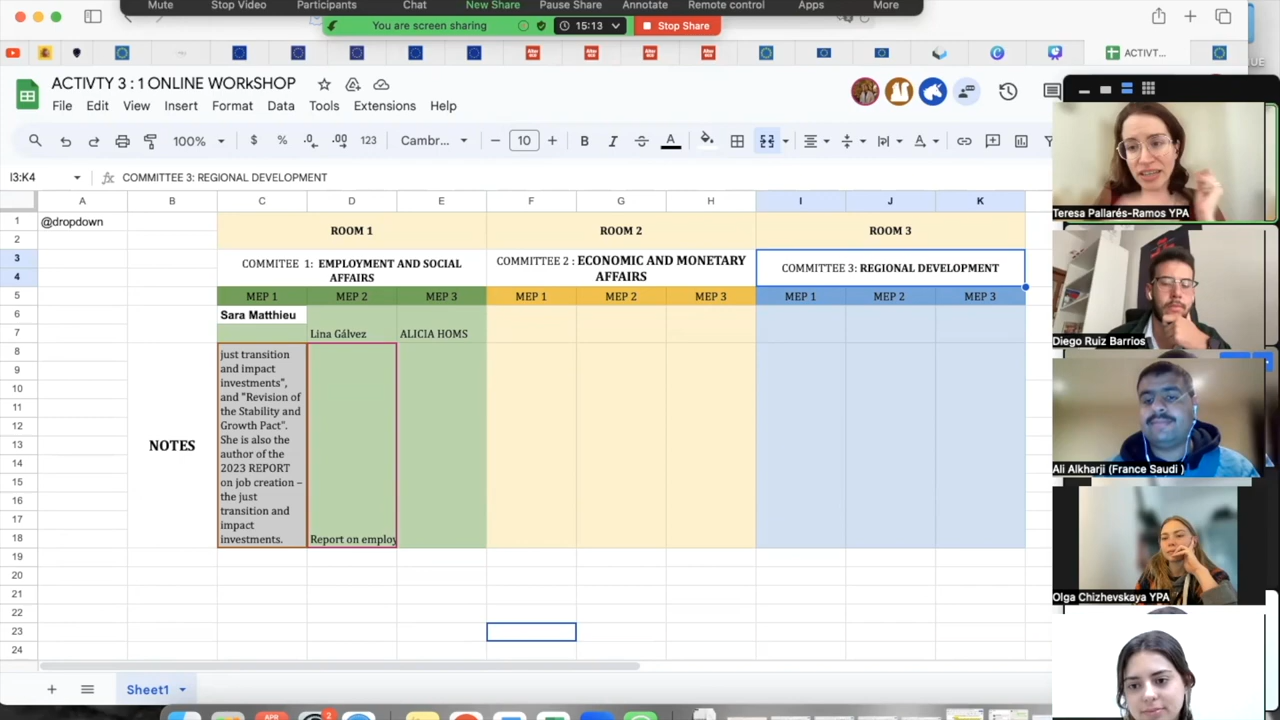 Mute Stop Video Participants Chat New Share Pause Share Annotate Remote control Apps More
You are screen sharing 15:13 Stop Share
ACTIVT...
ACTIVTY 3 : 1 ONLINE WORKSHOP
File Edit View Insert Format Data Tools Extensions Help
100% $ % .0 .00 123 Cambr... 10 B I A
I3:K4 fx COMMITTEE 3: REGIONAL DEVELOPMENT
A B C D E F G H I J K
1 @dropdown ROOM 1 ROOM 2 ROOM 3
2
3 COMMITEE 1: EMPLOYMENT AND SOCIAL COMMITTEE 2 : ECONOMIC AND MONETARY COMMITTEE 3: REGIONAL DEVELOPMENT
4 AFFAIRS AFFAIRS
5 MEP 1 MEP 2 MEP 3 MEP 1 MEP 2 MEP 3 MEP 1 MEP 2 MEP 3
6 Sara Matthieu
7 Lina Gálvez ALICIA HOMS
8 just transition
9 and impact
investments",
10 and "Revision of
11 the Stability and
12 Growth Pact".
13 NOTES She is also the
author of the
14 2023 REPORT
15 on job creation –
16 the just
17 transition and
impact
18 investments. Report on employ
19
20
21
22
23
24
Sheet1
Teresa Pallarés-Ramos YPA
Diego Ruiz Barrios
Ali Alkharji (France Saudi )
Olga Chizhevskaya YPA